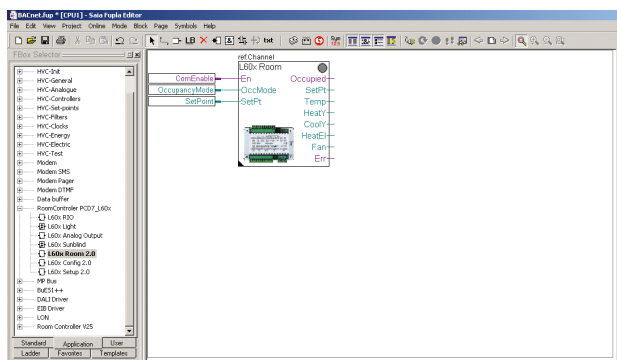 BACnet.fup * [CPU1] - Saia Fupla Editor
File Edit View Project Online Mode Block Page Symbols Help
LB txt
FBox Selector
HVC-Init
HVC-General
HVC-Analogue
HVC-Controllers
HVC-Set-points
HVC-Filters
HVC-Clocks
HVC-Energy
HVC-Electric
HVC-Test
Modem
Modem SMS
Modem Pager
Modem DTMF
Data buffer
RoomControler PCD7_L60x
L60x RIO
L60x Light
L60x Analog Output
L60x Sunblind
L60x Room 2.0
L60x Config 2.0
L60x Setup 2.0
MP Bus
BuES1++
DALI Driver
EIB Driver
LON
Room Controller V25
Standard Application User
Ladder Favorites Templates
ref:Channel
L60x Room
ComEnable En Occupied
OccupancyMode OccMode SetPt
SetPoint SetPt Temp
HeatY
CoolY
HeatEl
Fan
Err